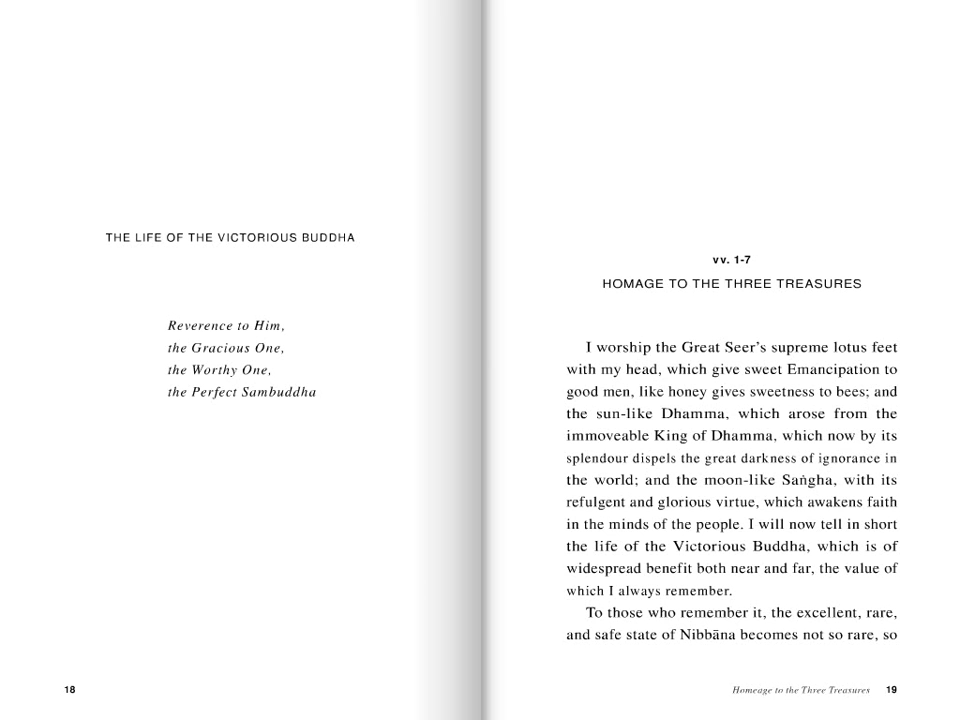 THE LIFE OF THE VICTORIOUS BUDDHA
Reverence to Him,
the Gracious One,
the Worthy One,
the Perfect Sambuddha
18
vv. 1-7
HOMAGE TO THE THREE TREASURES
I worship the Great Seer’s supreme lotus feet
with my head, which give sweet Emancipation to
good men, like honey gives sweetness to bees; and
the sun-like Dhamma, which arose from the
immoveable King of Dhamma, which now by its
splendour dispels the great darkness of ignorance in
the world; and the moon-like Saṅgha, with its
refulgent and glorious virtue, which awakens faith
in the minds of the people. I will now tell in short
the life of the Victorious Buddha, which is of
widespread benefit both near and far, the value of
which I always remember.
To those who remember it, the excellent, rare,
and safe state of Nibbāna becomes not so rare, so
Homeage to the Three Treasures 19